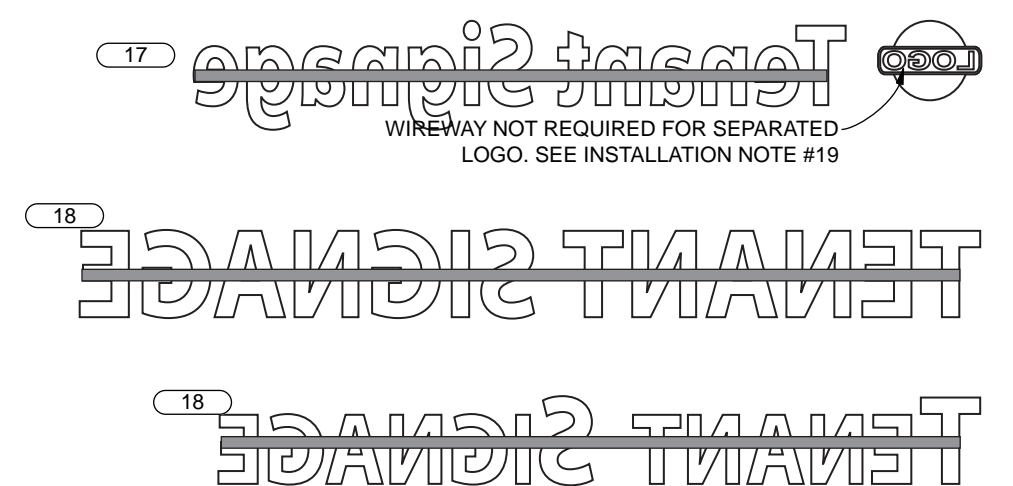 17
Tenant Signage
LOGO
WIREWAY NOT REQUIRED FOR SEPARATED
LOGO. SEE INSTALLATION NOTE #19
18
TENANT SIGNAGE
18
TENANT SIGNAGE